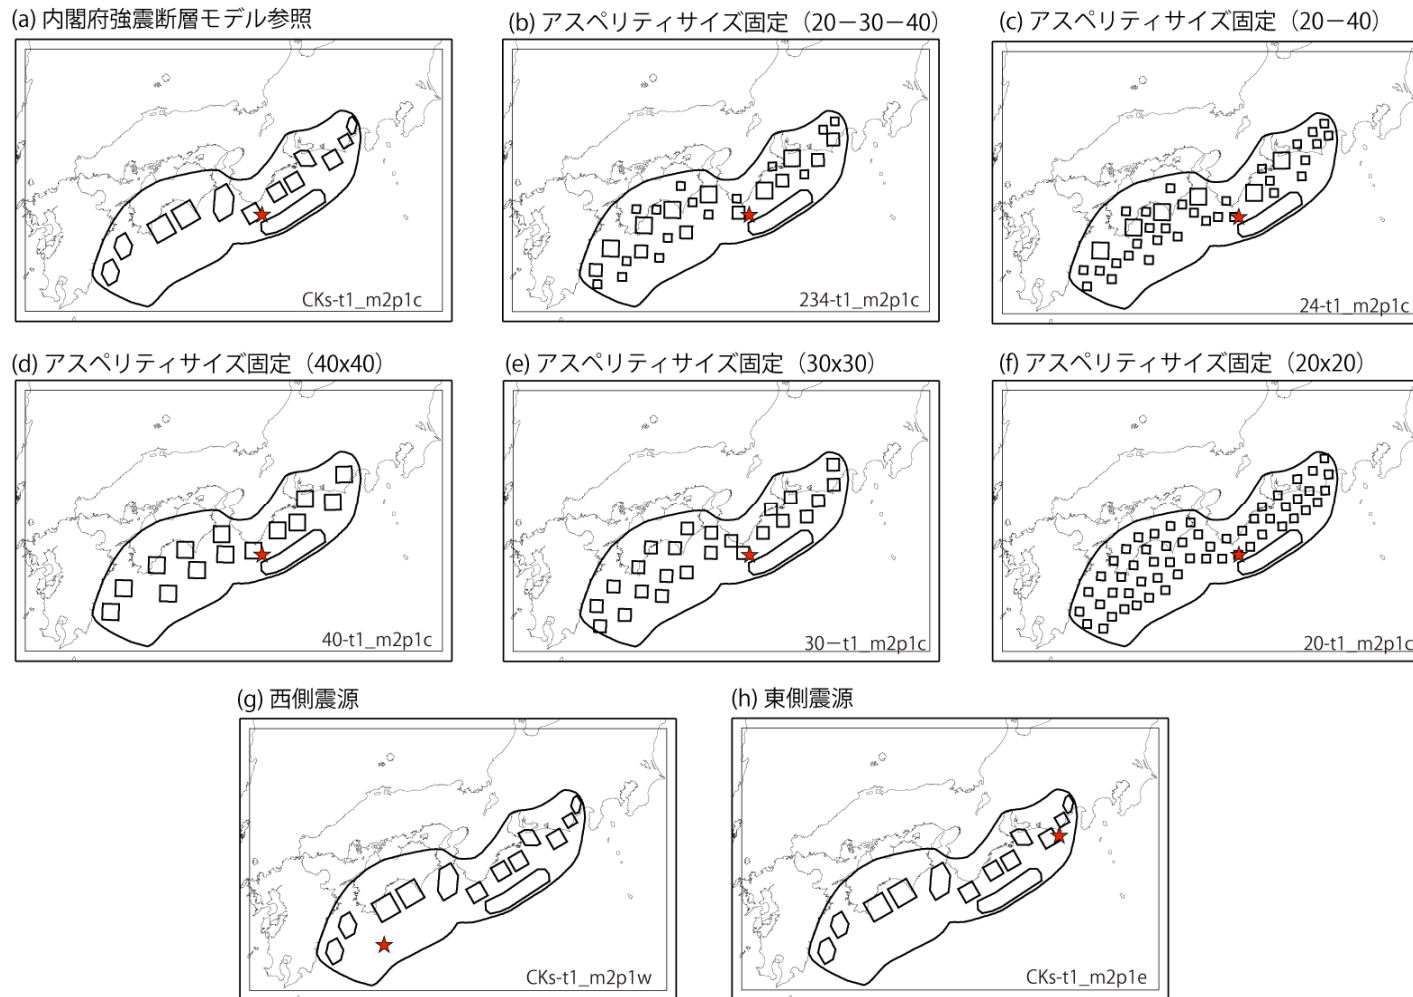 (a) 内閣府強震断層モデル参照
(b) アスペリティサイズ固定（20－30－40）
(c) アスペリティサイズ固定（20－40）
CKs-t1_m2p1c
234-t1_m2p1c
24-t1_m2p1c
(d) アスペリティサイズ固定（40x40）
(e) アスペリティサイズ固定（30x30）
(f) アスペリティサイズ固定（20x20）
40-t1_m2p1c
30－t1_m2p1c
20-t1_m2p1c
(g) 西側震源
(h) 東側震源
CKs-t1_m2p1w
CKs-t1_m2p1e